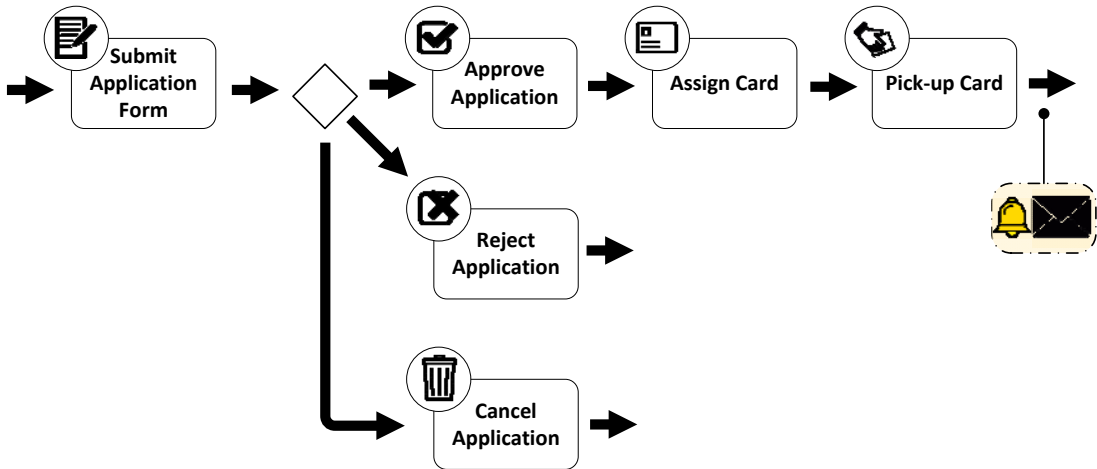 Submit
Application
Form
Approve
Application
Assign Card
Pick-up Card
Reject
Application
Cancel
Application